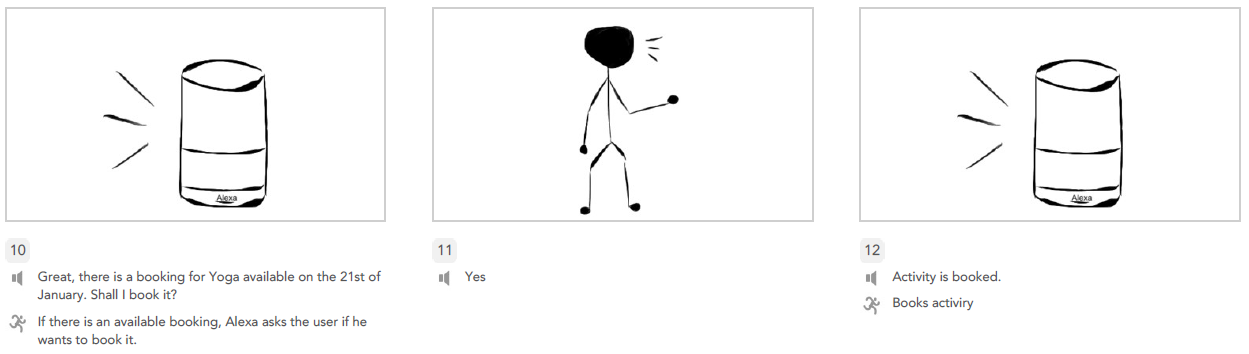 Alexa
Alexa
10
Great, there is a booking for Yoga available on the 21st of
January. Shall I book it?
If there is an available booking, Alexa asks the user if he
wants to book it.
11
Yes
12
Activity is booked.
Books activiry